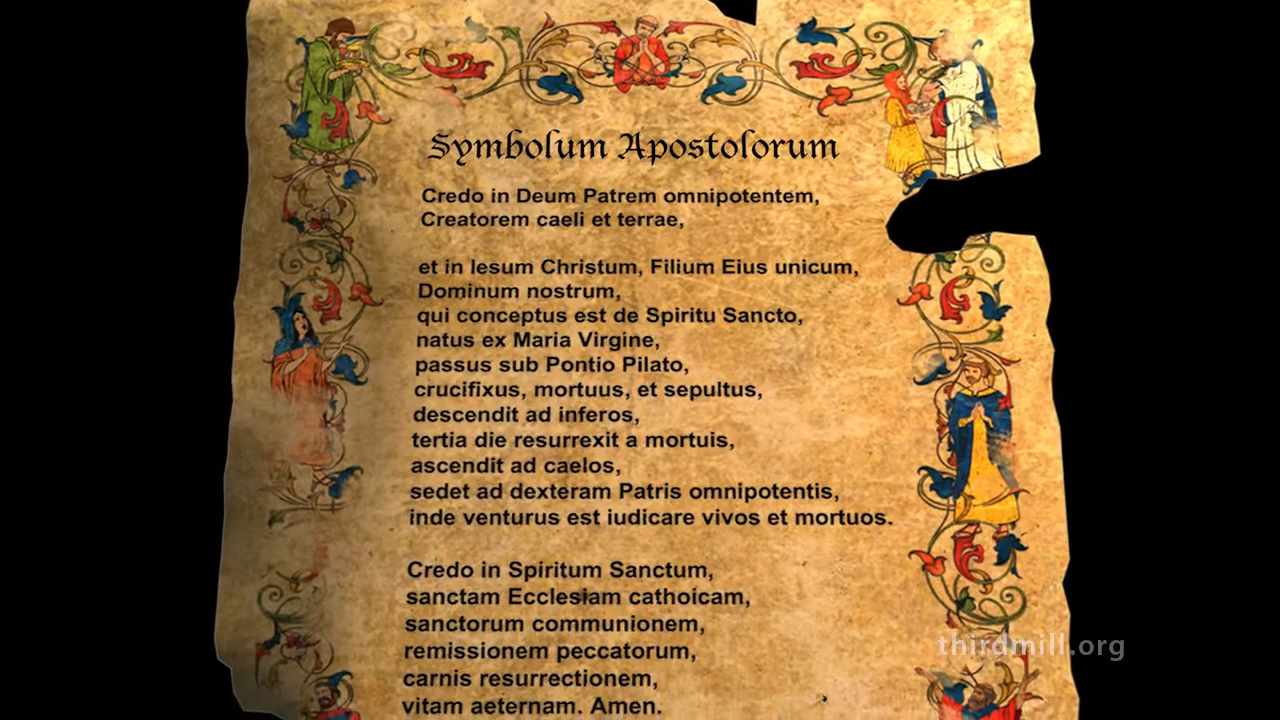 Symbolum Apostolorum
Credo in Deum Patrem omnipotentem,
Creatorem caeli et terrae,
et in Iesum Christum, Filium Eius unicum,
Dominum nostrum,
qui conceptus est de Spiritu Sancto,
natus ex Maria Virgine,
passus sub Pontio Pilato,
crucifixus, mortuus, et sepultus,
descendit ad inferos,
tertia die resurrexit a mortuis,
ascendit ad caelos,
sedet ad dexteram Patris omnipotentis,
inde venturus est iudicare vivos et mortuos.
Credo in Spiritum Sanctum,
sanctam Ecclesiam cathoicam,
sanctorum communionem,
remissionem peccatorum,
carnis resurrectionem,
vitam aeternam. Amen.
thirdmill.org